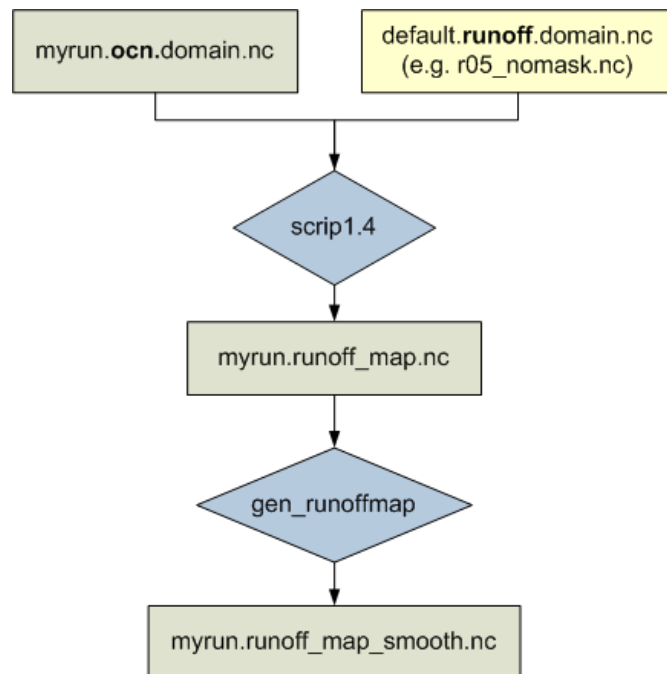 myrun.ocn.domain.nc
default.runoff.domain.nc
(e.g. r05_nomask.nc)
scrip1.4
myrun.runoff_map.nc
gen_runoffmap
myrun.runoff_map_smooth.nc